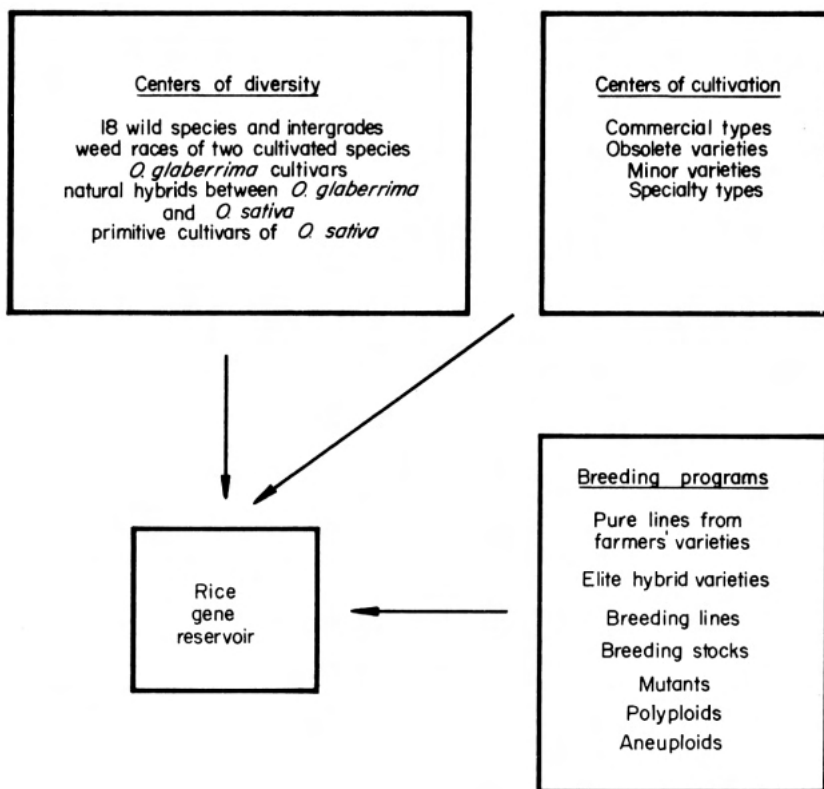 Centers of diversity
18 wild species and intergrades
weed races of two cultivated species
O. glaberrima cultivars
natural hybrids between O. glaberrima
and O. sativa
primitive cultivars of O. sativa
Centers of cultivation
Commercial types
Obsolete varieties
Minor varieties
Specialty types
Rice
gene
reservoir
Breeding programs
Pure lines from
farmers' varieties
Elite hybrid varieties
Breeding lines
Breeding stocks
Mutants
Polyploids
Aneuploids